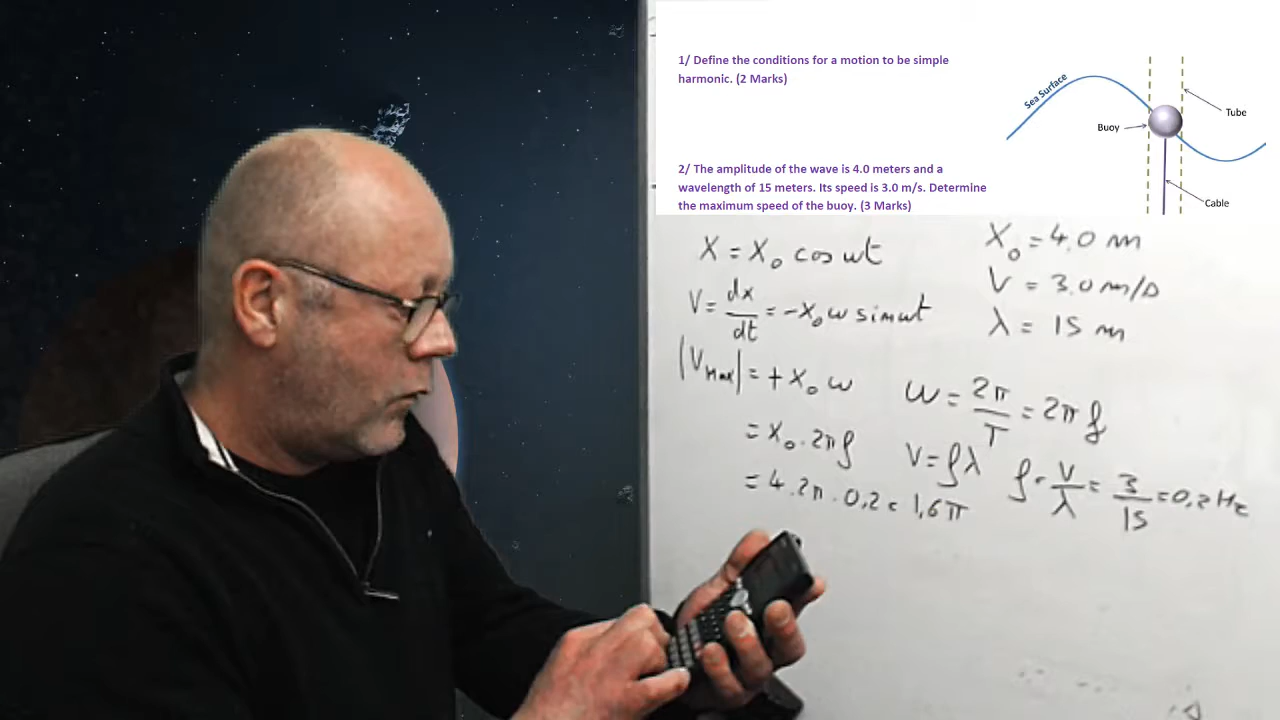 1/ Define the conditions for a motion to be simple
harmonic. (2 Marks)
2/ The amplitude of the wave is 4.0 meters and a
wavelength of 15 meters. Its speed is 3.0 m/s. Determine
the maximum speed of the buoy. (3 Marks)
Sea Surface
Tube
Buoy
Cable
X = X₀ cos ωt
V = dx/dt = -X₀ ω sin ωt
|V_Max| = + X₀ ω
= X₀ . 2π f
= 4 . 2π . 0,2 = 1,6 π
X₀ = 4.0 m
V = 3.0 m/s
λ = 15 m
ω = 2π/T = 2π f
V = f λ
f = V/λ = 3/15 = 0,2 Hz